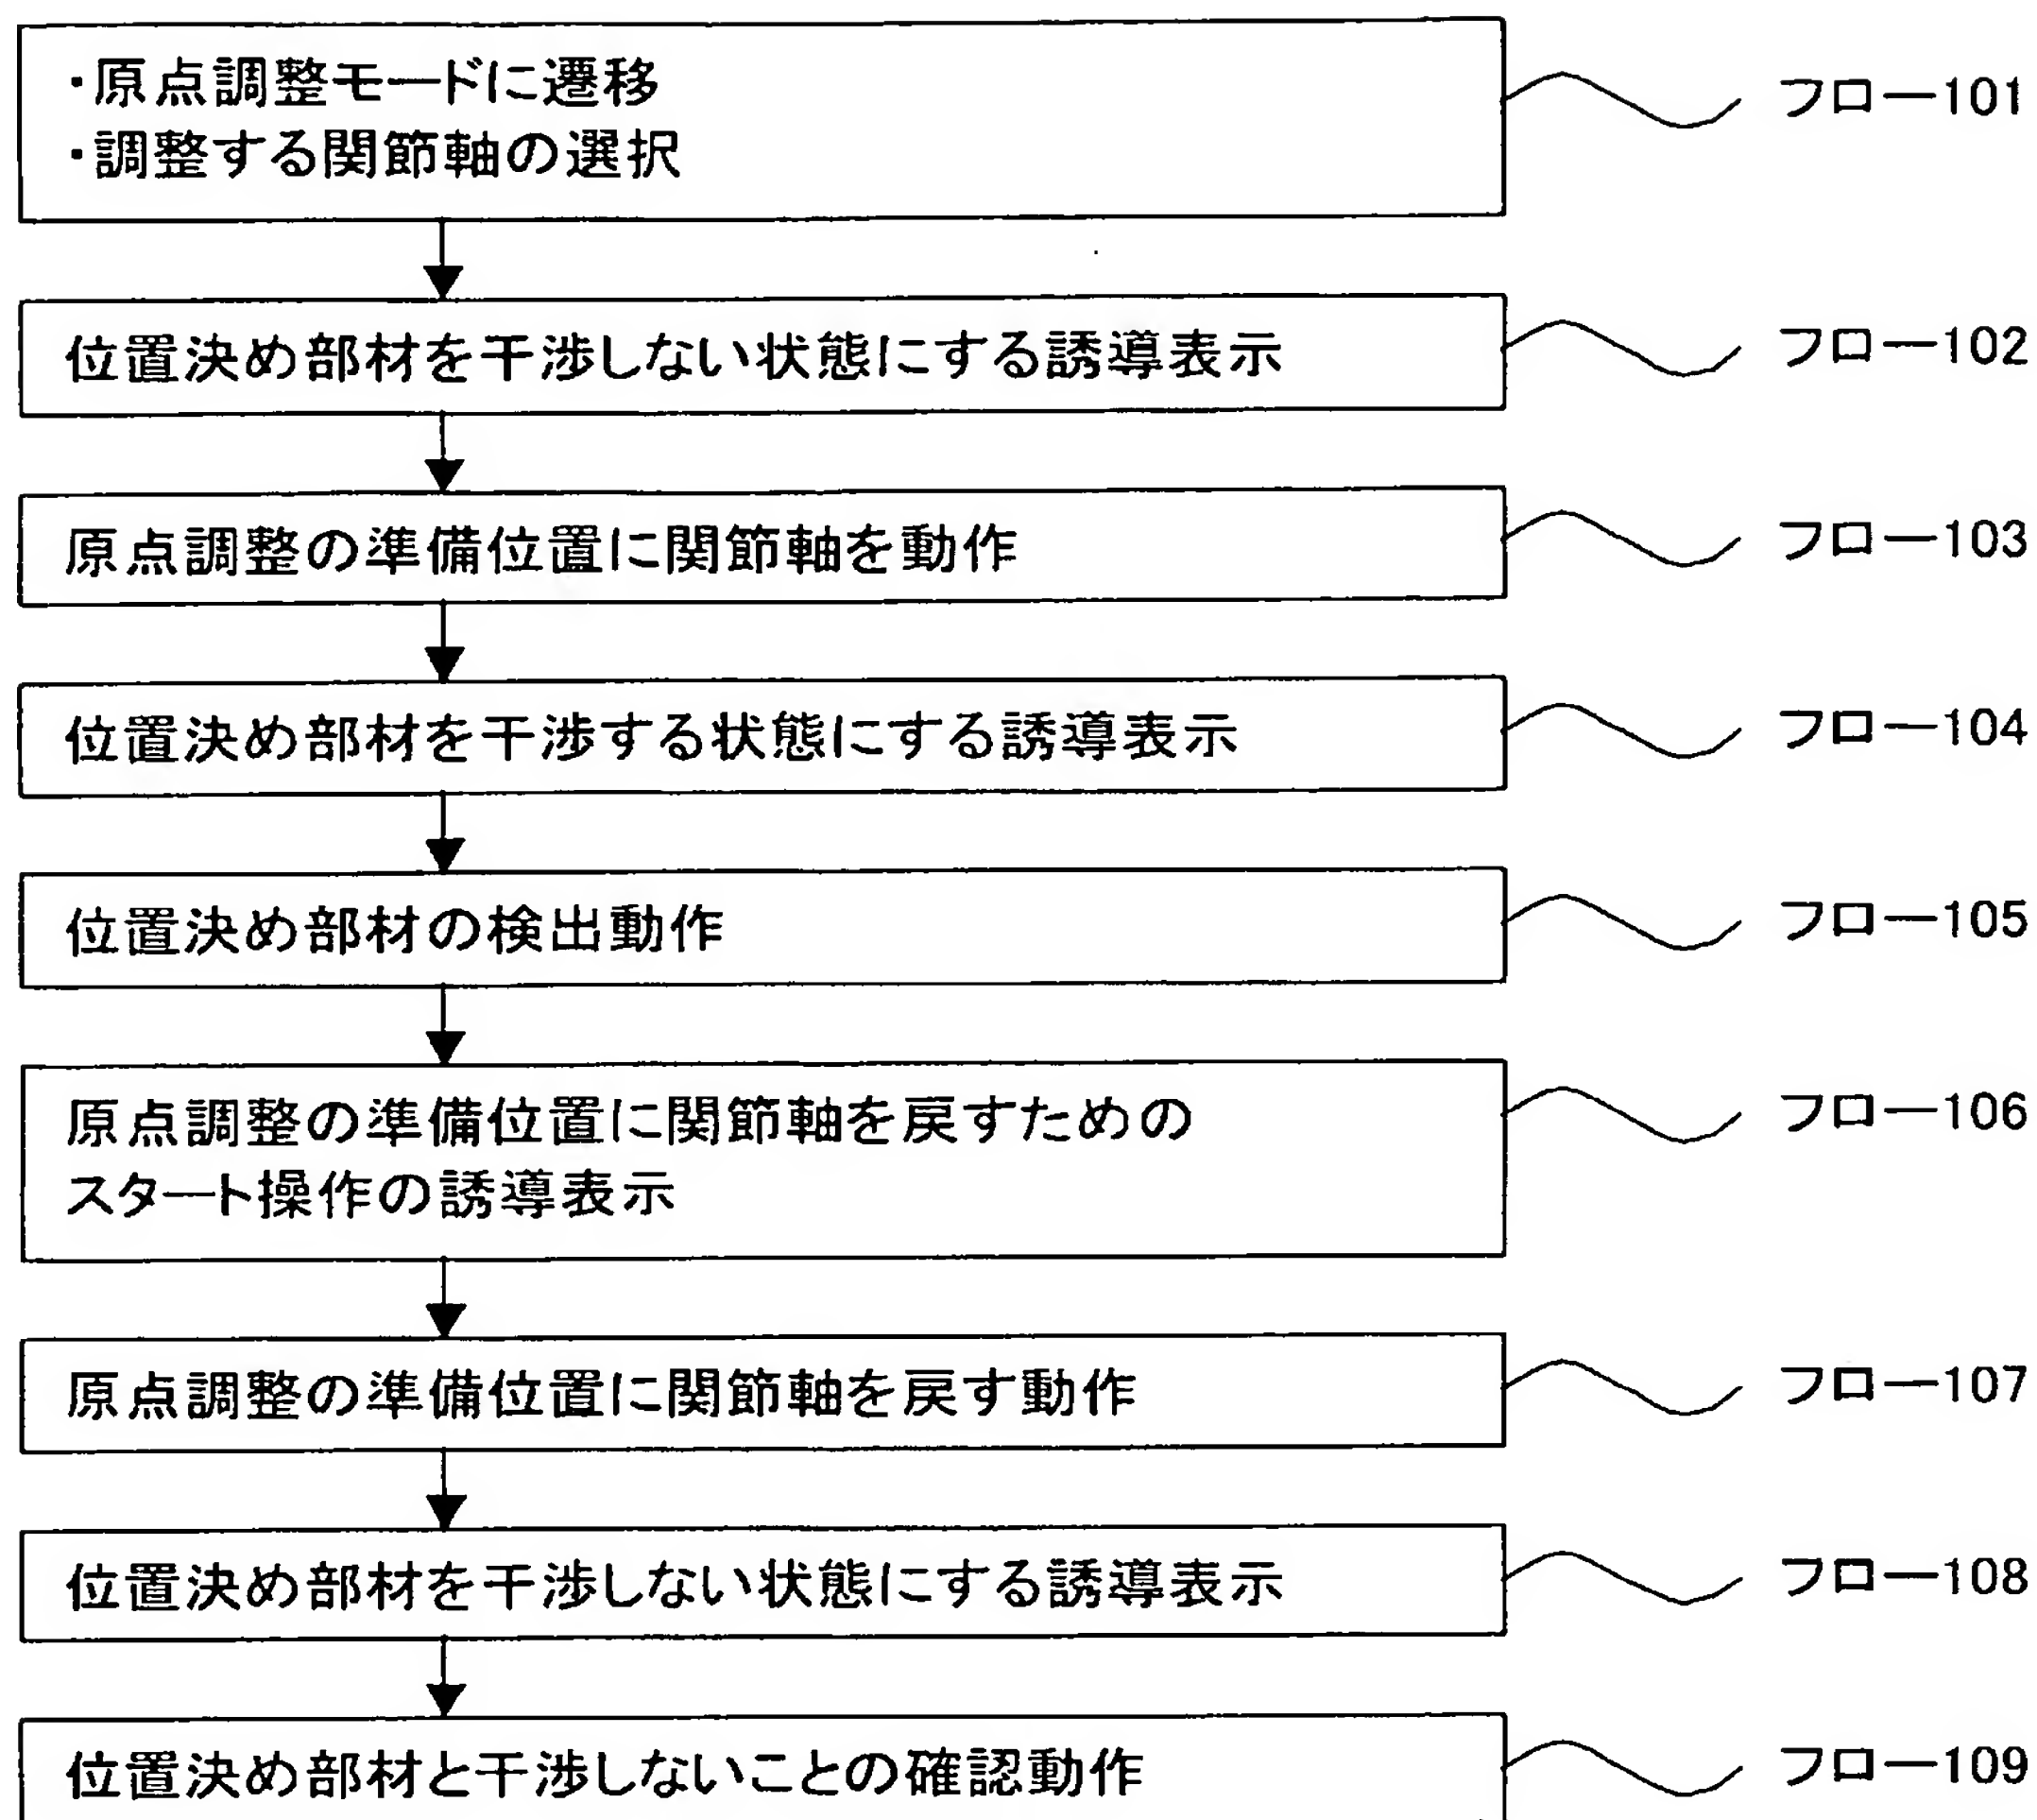 ・原点調整モードに遷移
・調整する関節軸の選択
フロー101
位置決め部材を干渉しない状態にする誘導表示
フロー102
原点調整の準備位置に関節軸を動作
フロー103
位置決め部材を干渉する状態にする誘導表示
フロー104
位置決め部材の検出動作
フロー105
原点調整の準備位置に関節軸を戻すための
スタート操作の誘導表示
フロー106
原点調整の準備位置に関節軸を戻す動作
フロー107
位置決め部材を干渉しない状態にする誘導表示
フロー108
位置決め部材と干渉しないことの確認動作
フロー109